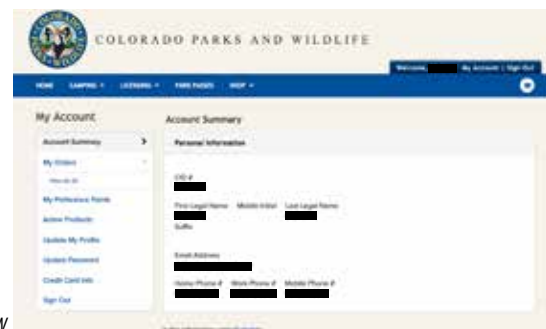 COLORADO PARKS AND WILDLIFE
Welcome, My Account | Sign Out
HOME CAMPING LICENSING PARK PASSES SHOP
My Account
Account Summary
Account Summary
Personal Information
My Orders
View All
CID #
My Preference Points
First Legal Name Middle Initial Last Legal Name
Active Products
Suffix
Update My Profile
Update Password
Email Address
Credit Card Info
Home Phone # Work Phone # Mobile Phone #
Sign Out
w